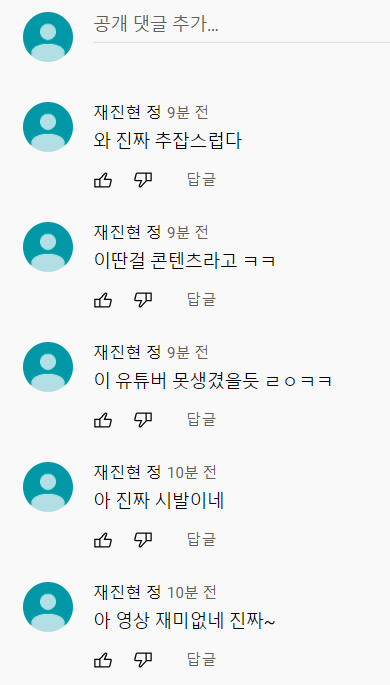 공개 댓글 추가...
재진현 정 9분 전
와 진짜 추잡스럽다
답글
재진현 정 9분 전
이딴걸 콘텐츠라고 ㅋㅋ
답글
재진현 정 9분 전
이 유튜버 못생겼을듯 ㄹㅇㅋㅋ
답글
재진현 정 10분 전
아 진짜 시발이네
답글
재진현 정 10분 전
아 영상 재미없네 진짜~
답글